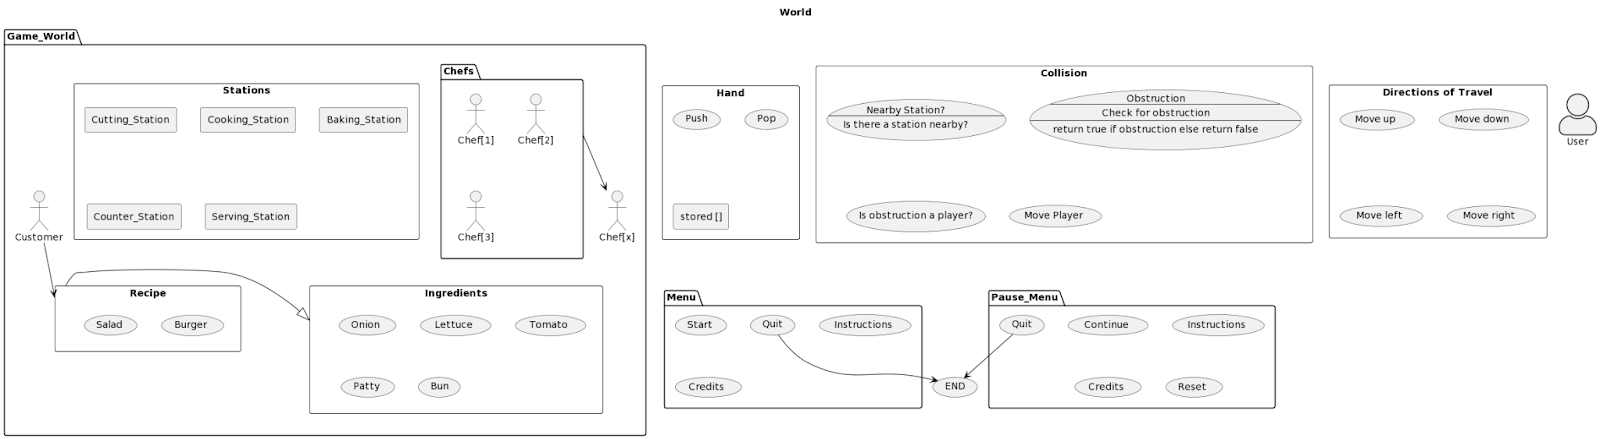 World
Game_World
Stations
Cutting_Station
Cooking_Station
Baking_Station
Counter_Station
Serving_Station
Chefs
Chef[1]
Chef[2]
Chef[3]
Chef[x]
Customer
Recipe
Salad
Burger
Ingredients
Onion
Lettuce
Tomato
Patty
Bun
Hand
Push
Pop
stored []
Collision
Nearby Station?
Is there a station nearby?
Obstruction
Check for obstruction
return true if obstruction else return false
Is obstruction a player?
Move Player
Directions of Travel
Move up
Move down
Move left
Move right
User
Menu
Start
Quit
Instructions
Credits
END
Pause_Menu
Quit
Continue
Instructions
Credits
Reset